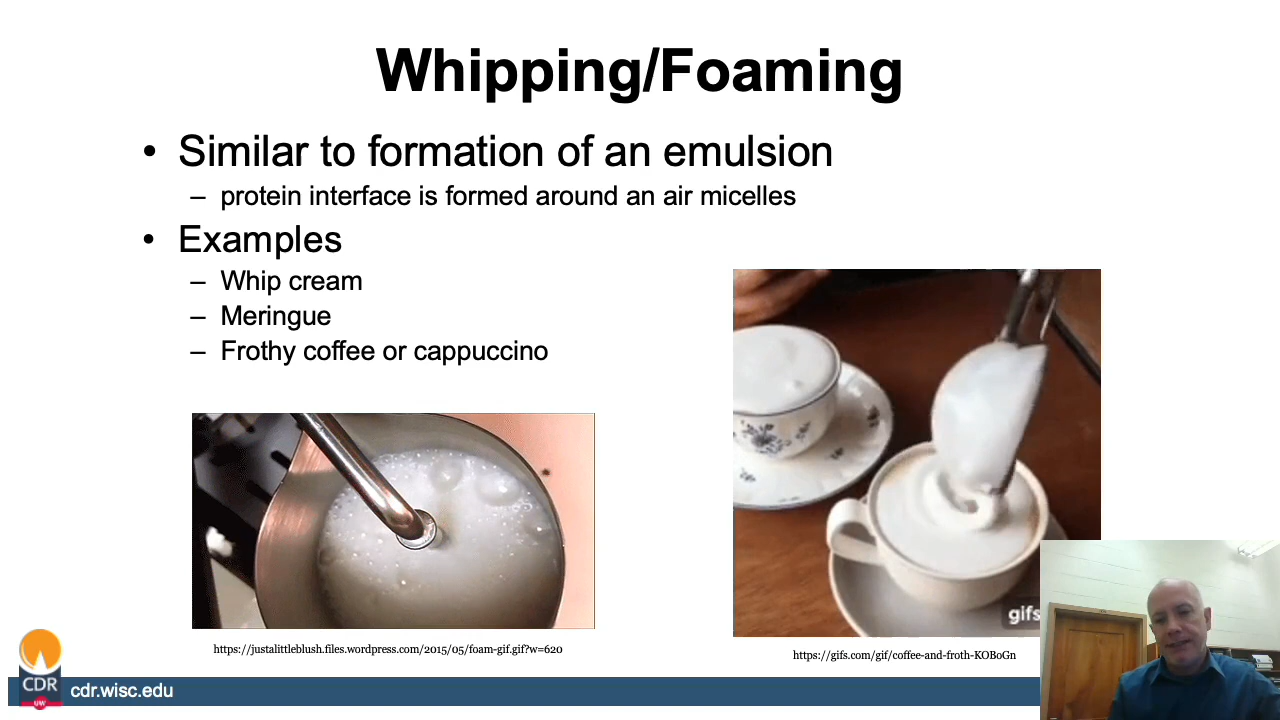 Whipping/Foaming
• Similar to formation of an emulsion
– protein interface is formed around an air micelles
• Examples
– Whip cream
– Meringue
– Frothy coffee or cappuccino
gifs
https://justalittleblush.files.wordpress.com/2015/05/foam-gif.gif?w=620
https://gifs.com/gif/coffee-and-froth-KOBoGn
CDR
UW
cdr.wisc.edu